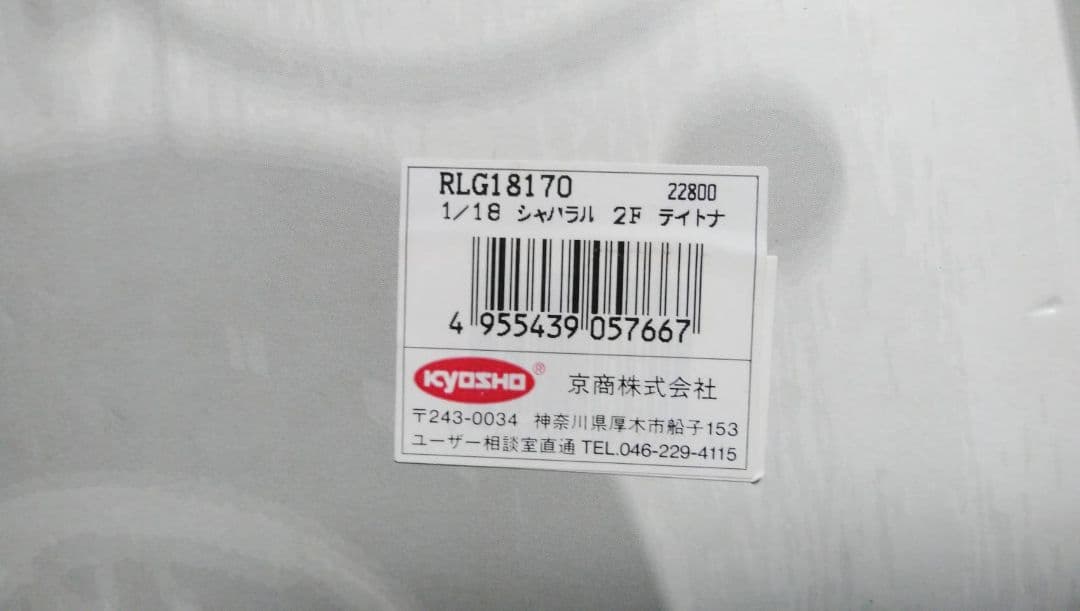 RLG18170 22800
1/18 シャハラル 2F テイトナ
4 955439 057667
KYOSHO® 京商株式会社
〒243-0034 神奈川県厚木市船子153
ユーザー相談室直通 TEL.046-229-4115